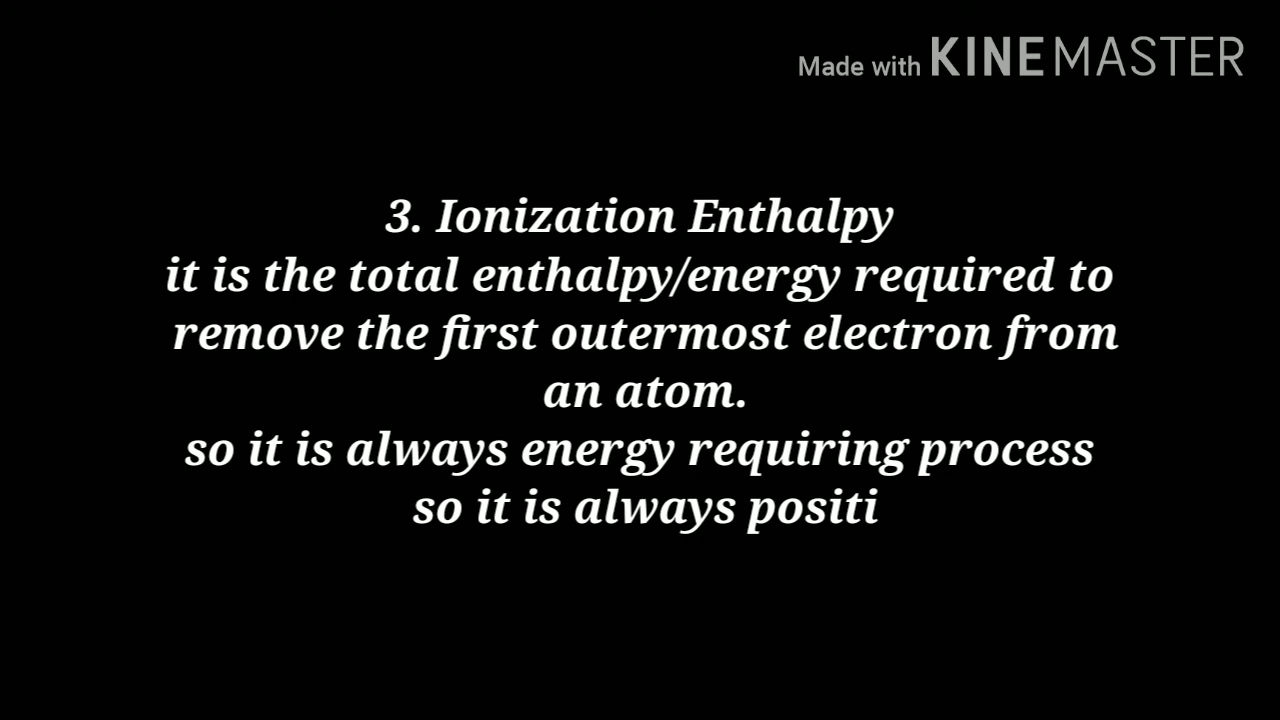 Made with KINEMASTER
3. Ionization Enthalpy
it is the total enthalpy/energy required to
remove the first outermost electron from
an atom.
so it is always energy requiring process
so it is always positi